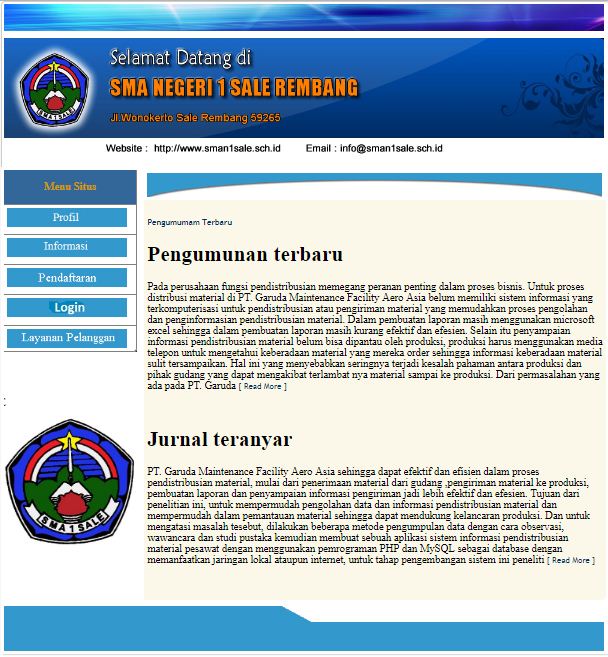 Selamat Datang di
SMA NEGERI 1 SALE REMBANG
Jl.Wonokerto Sale Rembang 59265
SMA 1 SALE
Website : http://www.sman1sale.sch.id Email : info@sman1sale.sch.id
Menu Situs
Profil
Informasi
Pendaftaran
Login
Layanan Pelanggan
:
SMA 1 SALE
Pengumumam Terbaru
Pengumunan terbaru
Pada perusahaan fungsi pendistribusian memegang peranan penting dalam proses bisnis. Untuk proses
distribusi material di PT. Garuda Maintenance Facility Aero Asia belum memiliki sistem informasi yang
terkomputerisasi untuk pendistribusian atau pengiriman material yang memudahkan proses pengolahan
dan penginformasian pendistribusian material. Dalam pembuatan laporan masih menggunakan microsoft
excel sehingga dalam pembuatan laporan masih kurang efektif dan efesien. Selain itu penyampaian
informasi pendistribusian material belum bisa dipantau oleh produksi, produksi harus menggunakan media
telepon untuk mengetahui keberadaan material yang mereka order sehingga informasi keberadaan material
sulit tersampaikan. Hal ini yang menyebabkan seringnya terjadi kesalah pahaman antara produksi dan
pihak gudang yang dapat mengakibat terlambat nya material sampai ke produksi. Dari permasalahan yang
ada pada PT. Garuda [ Read More ]
Jurnal teranyar
PT. Garuda Maintenance Facility Aero Asia sehingga dapat efektif dan efisien dalam proses
pendistribusian material, mulai dari penerimaan material dari gudang ,pengiriman material ke produksi,
pembuatan laporan dan penyampaian informasi pengiriman jadi lebih efektif dan efesien. Tujuan dari
penelitian ini, untuk mempermudah pengolahan data dan informasi pendistribusian material dan
mempermudah dalam pemantauan material sehingga dapat mendukung kelancaran produksi. Dan untuk
mengatasi masalah tesebut, dilakukan beberapa metode pengumpulan data dengan cara observasi,
wawancara dan studi pustaka kemudian membuat sebuah aplikasi sistem informasi pendistribusian
material pesawat dengan menggunakan pemrograman PHP dan MySQL sebagai database dengan
memanfaatkan jaringan lokal ataupun internet, untuk tahap pengembangan sistem ini peneliti [ Read More ]